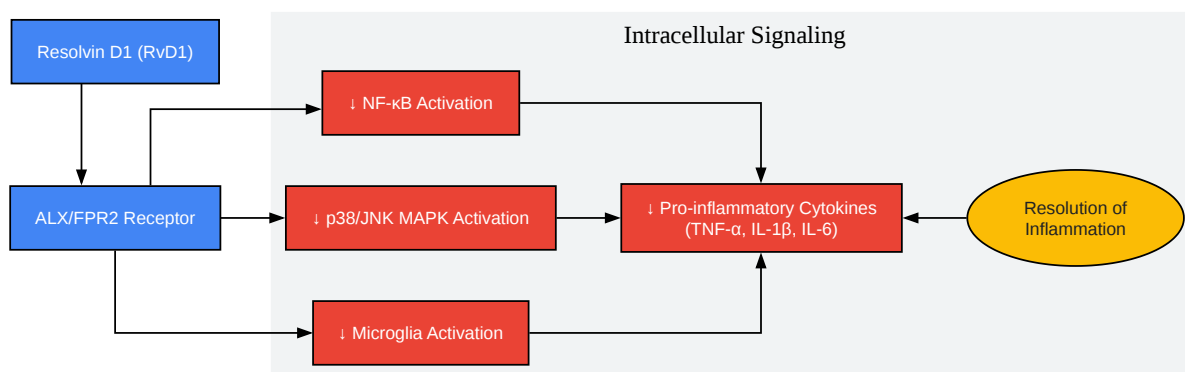 Intracellular Signaling
Resolvin D1 (RvD1)
↓ NF-κB Activation
ALX/FPR2 Receptor
↓ p38/JNK MAPK Activation
↓ Pro-inflammatory Cytokines
(TNF-α, IL-1β, IL-6)
Resolution of
Inflammation
↓ Microglia Activation